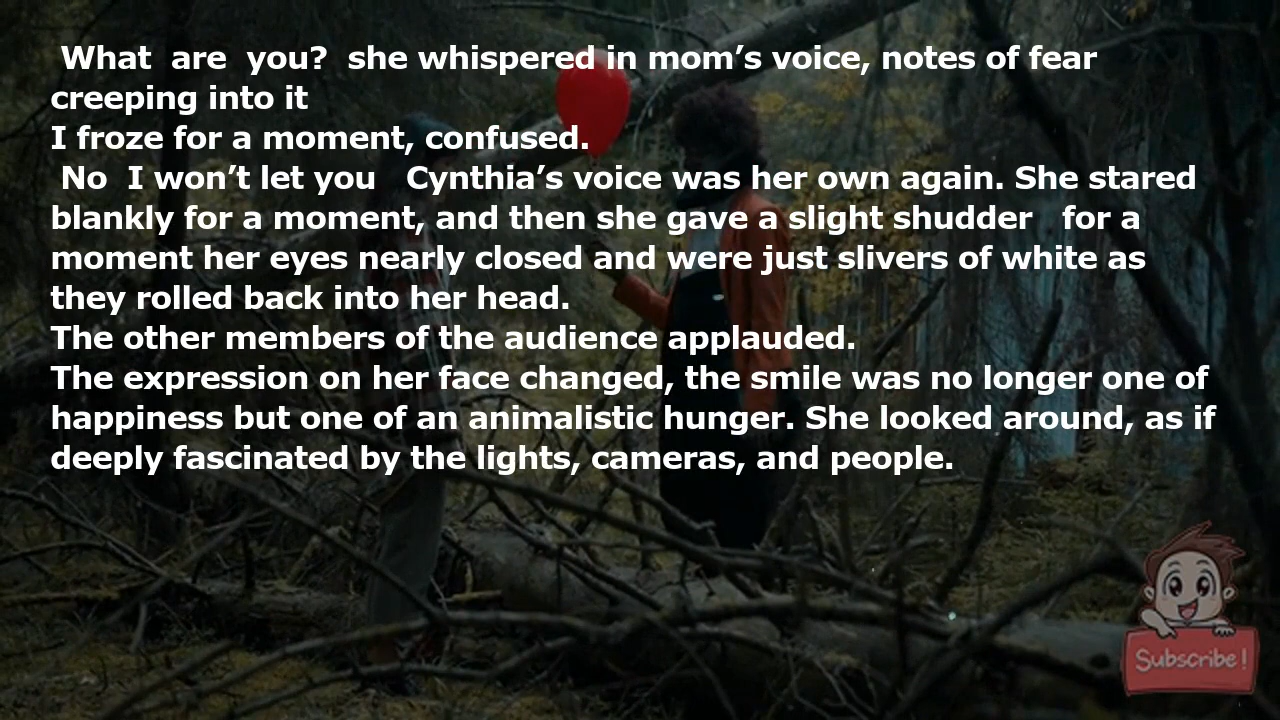 What are you? she whispered in mom’s voice, notes of fear
creeping into it
I froze for a moment, confused.
No I won’t let you Cynthia’s voice was her own again. She stared
blankly for a moment, and then she gave a slight shudder for a
moment her eyes nearly closed and were just slivers of white as
they rolled back into her head.
The other members of the audience applauded.
The expression on her face changed, the smile was no longer one of
happiness but one of an animalistic hunger. She looked around, as if
deeply fascinated by the lights, cameras, and people.
Subscribe!